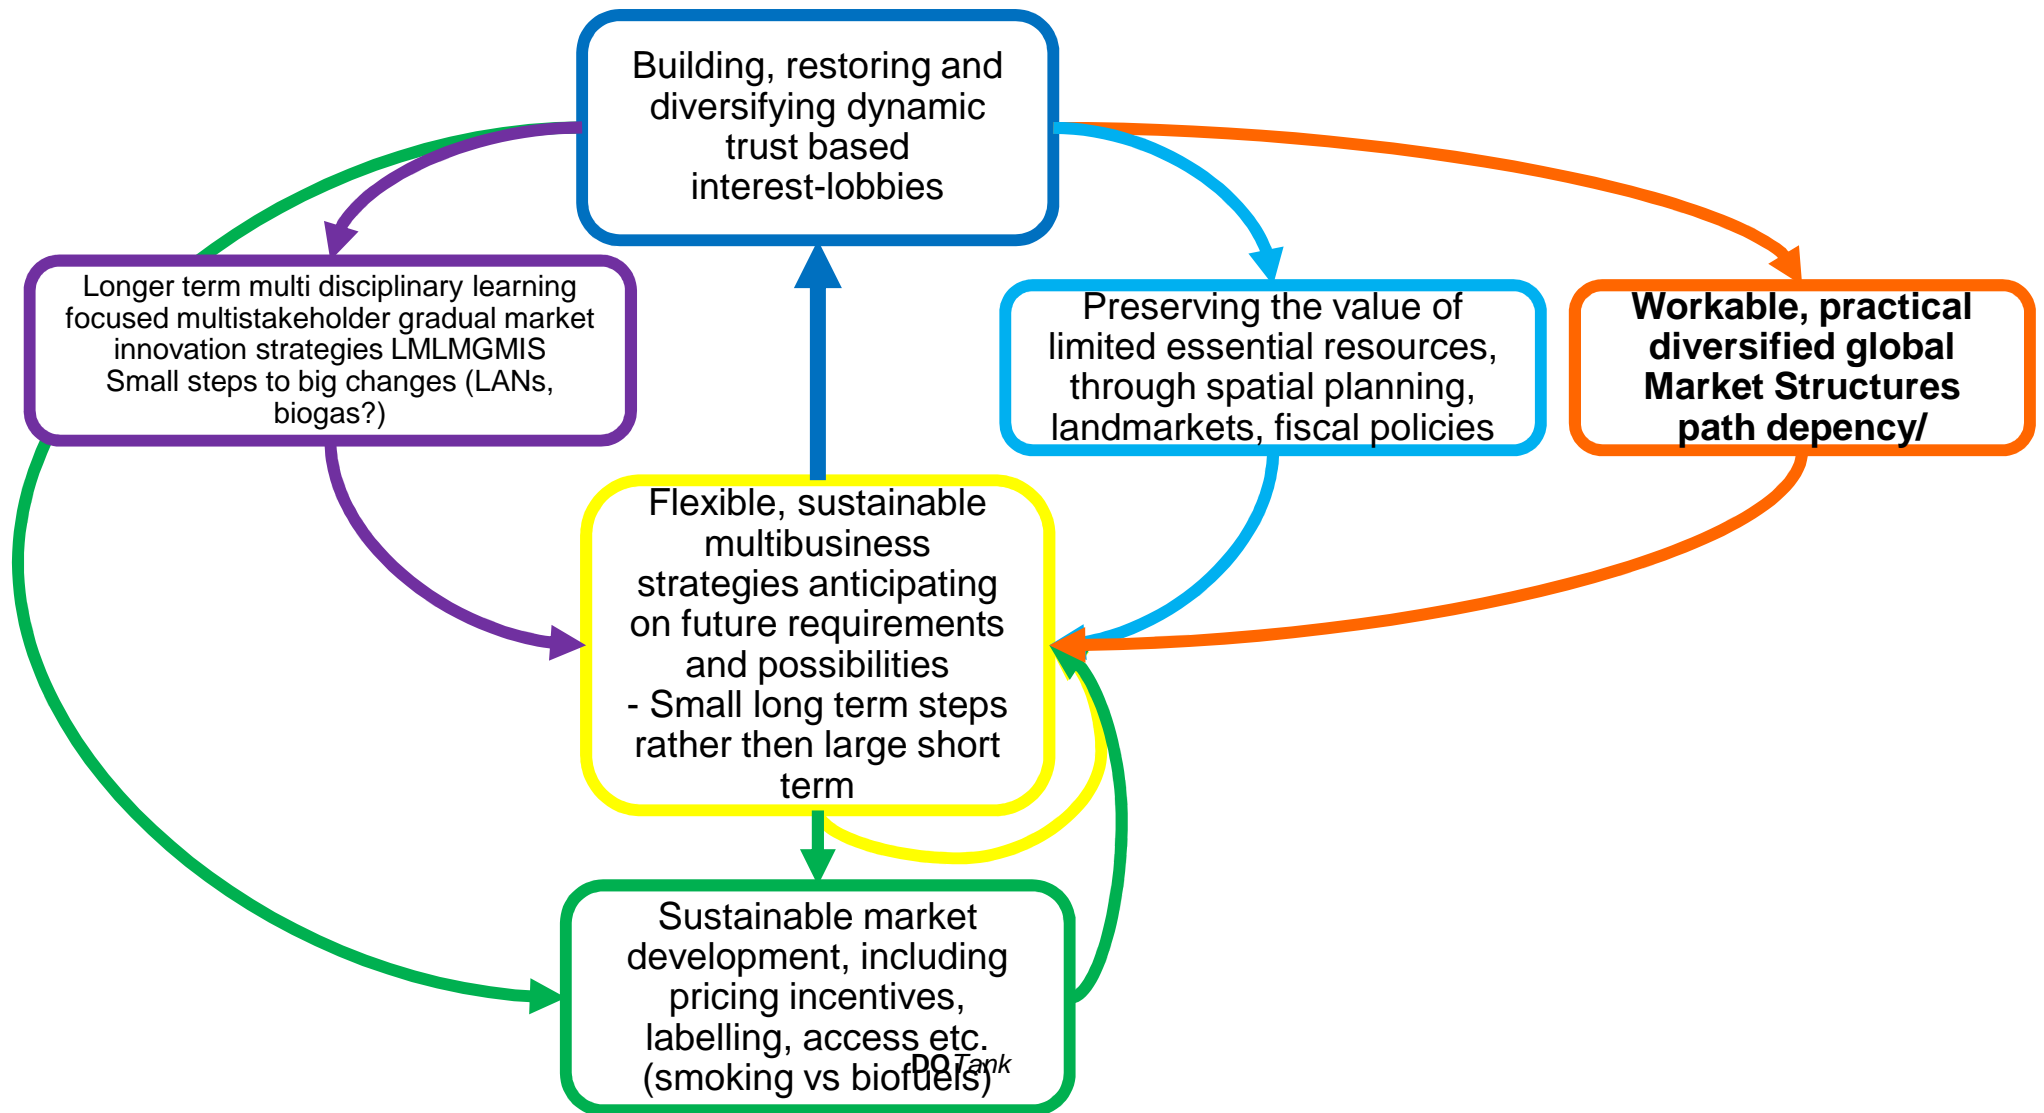 Building, restoring and
diversifying dynamic
trust based
interest-lobbies
Longer term multi disciplinary learning
focused multistakeholder gradual market
innovation strategies LMLMGMIS
Small steps to big changes (LANs,
biogas?)
Preserving the value of
limited essential resources,
through spatial planning,
landmarkets, fiscal policies
Workable, practical
diversified global
Market Structures
path depency/
Flexible, sustainable
multibusiness
strategies anticipating
on future requirements
and possibilities
- Small long term steps
rather then large short
term
Sustainable market
development, including
pricing incentives,
labelling, access etc.
(smoking vs biofuels)
DO Tank